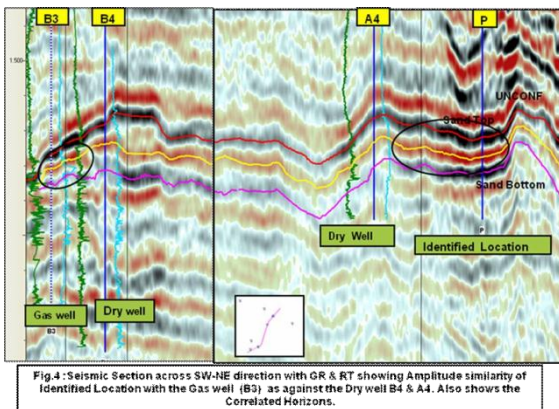 B3
B4
A4
P
1.500
UNCONF
Sand Top
Sand Bottom
Dry Well
Identified Location
Gas well
Dry well
B3
P
Fig.4 :Seismic Section across SW-NE direction with GR & RT showing Amplitude similarity of
Identified Location with the Gas well (B3) as against the Dry well B4 & A4. Also shows the
Correlated Horizons.